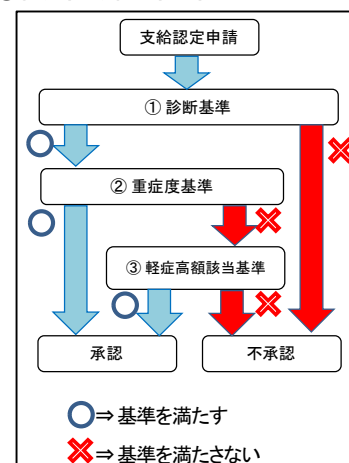 支給認定申請
① 診断基準
② 重症度基準
③ 軽症高額該当基準
承認
不承認
⇒ 基準を満たす
⇒ 基準を満たさない